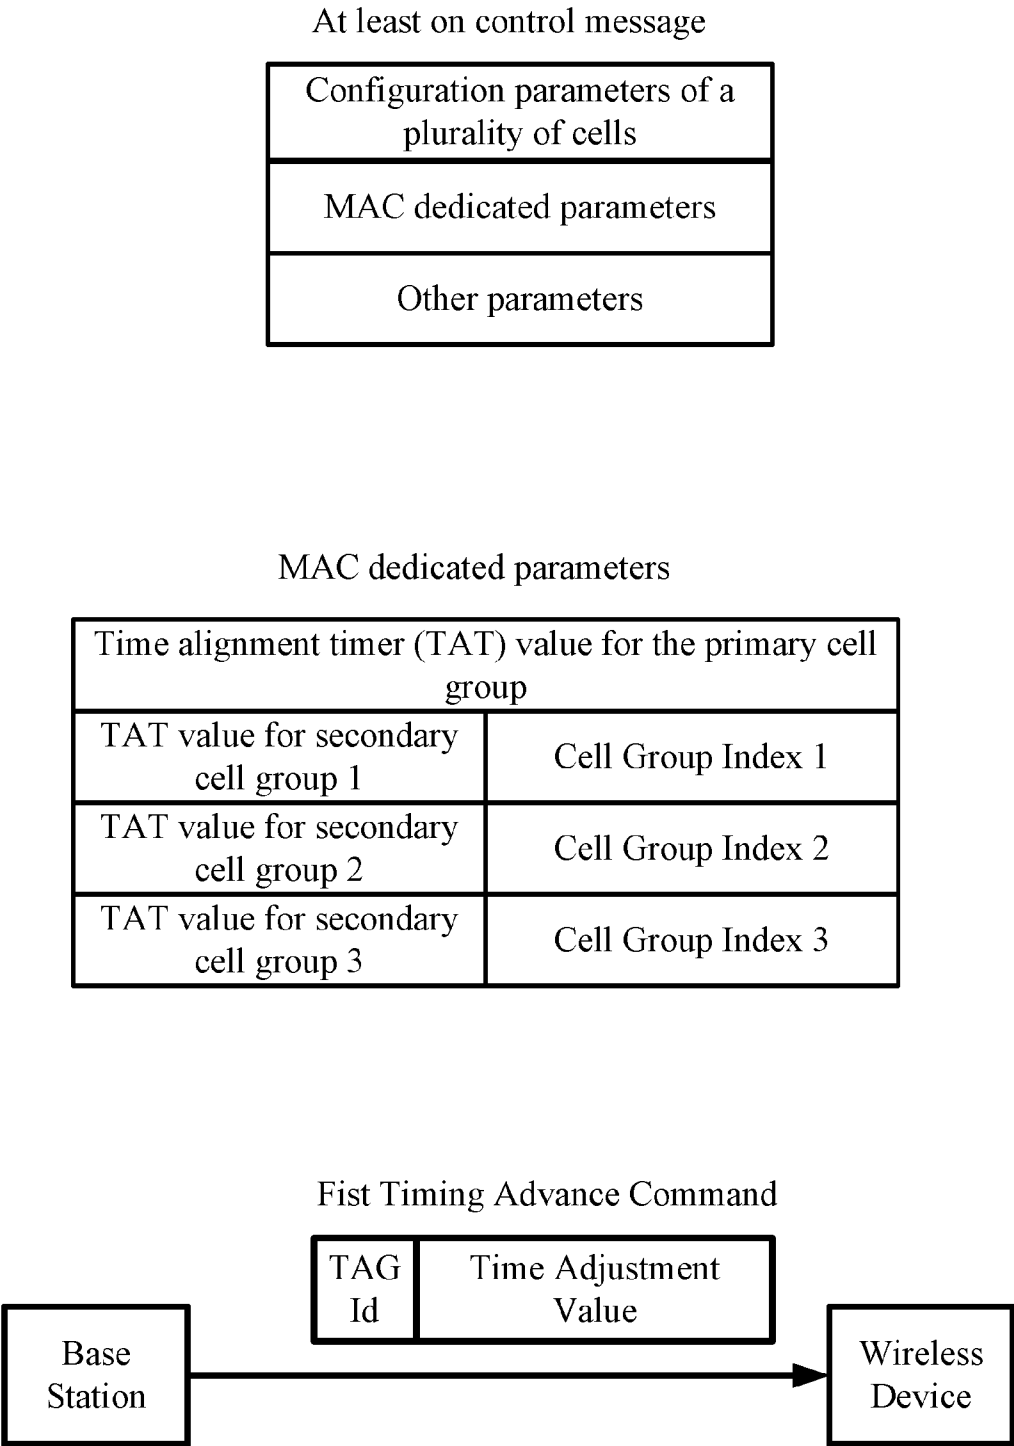 At least on control message
Configuration parameters of a
plurality of cells
MAC dedicated parameters
Other parameters
MAC dedicated parameters
Time alignment timer (TAT) value for the primary cell
group
TAT value for secondary
cell group 1
Cell Group Index 1
TAT value for secondary
cell group 2
Cell Group Index 2
TAT value for secondary
cell group 3
Cell Group Index 3
Fist Timing Advance Command
TAG
Id
Time Adjustment
Value
Base
Station
Wireless
Device